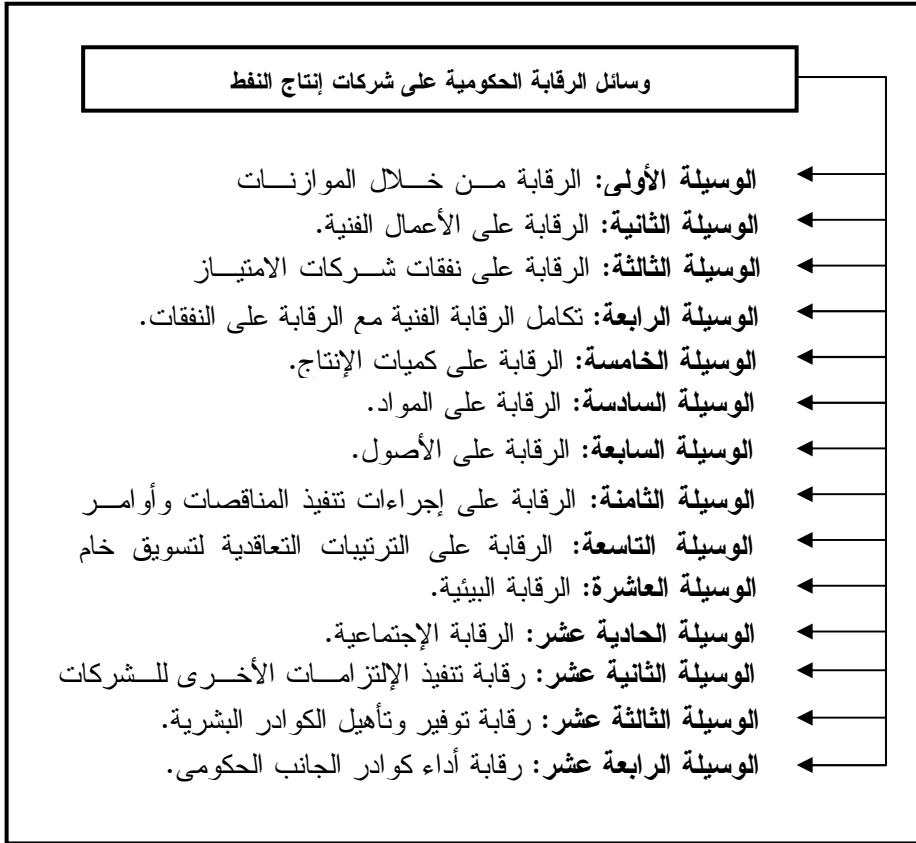 وسائل الرقابة الحكومية على شركات إنتاج النفط
الوسيلة الأولى: الرقابة من خلال الموازنات
الوسيلة الثانية: الرقابة على الأعمال الفنية.
الوسيلة الثالثة: الرقابة على نفقات شركات الامتياز
الوسيلة الرابعة: تكامل الرقابة الفنية مع الرقابة على النفقات.
الوسيلة الخامسة: الرقابة على كميات الإنتاج.
الوسيلة السادسة: الرقابة على المواد.
الوسيلة السابعة: الرقابة على الأصول.
الوسيلة الثامنة: الرقابة على إجراءات تنفيذ المناقصات وأوامر
الوسيلة التاسعة: الرقابة على الترتيبات التعاقدية لتسويق خام
الوسيلة العاشرة: الرقابة البيئية.
الوسيلة الحادية عشر: الرقابة الإجتماعية.
الوسيلة الثانية عشر: رقابة تنفيذ الإلتزامات الأخرى للشركات
الوسيلة الثالثة عشر: رقابة توفير وتأهيل الكوادر البشرية.
الوسيلة الرابعة عشر: رقابة أداء كوادر الجانب الحكومى.